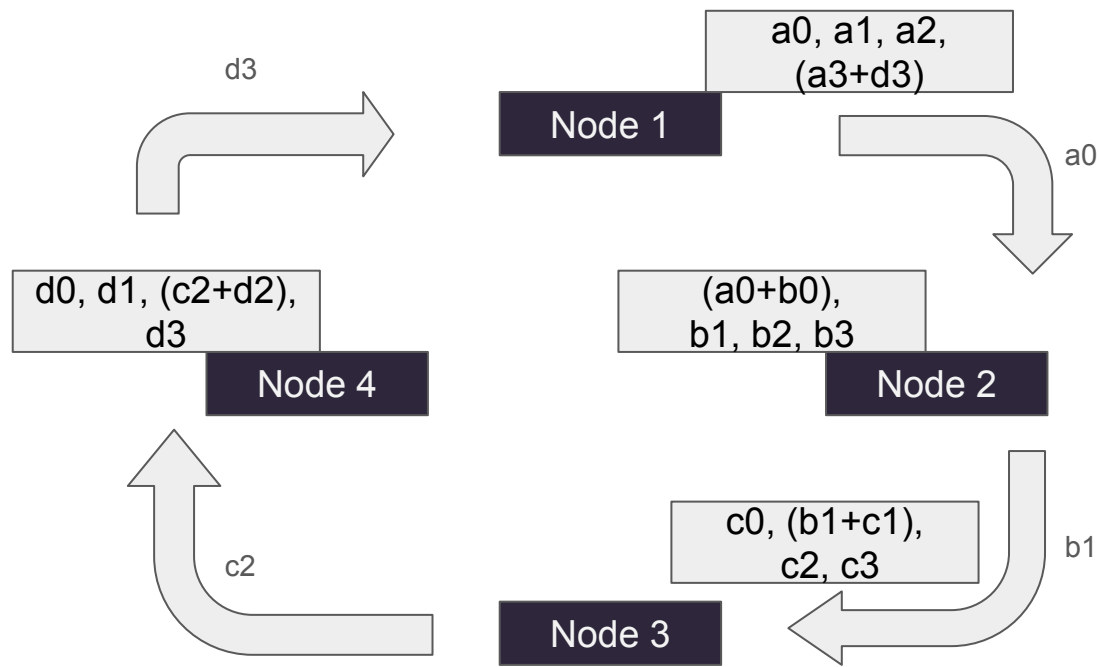 d3
a0, a1, a2,
(a3+d3)
Node 1
a0
d0, d1, (c2+d2),
d3
Node 4
(a0+b0),
b1, b2, b3
Node 2
c0, (b1+c1),
c2, c3
b1
c2
Node 3